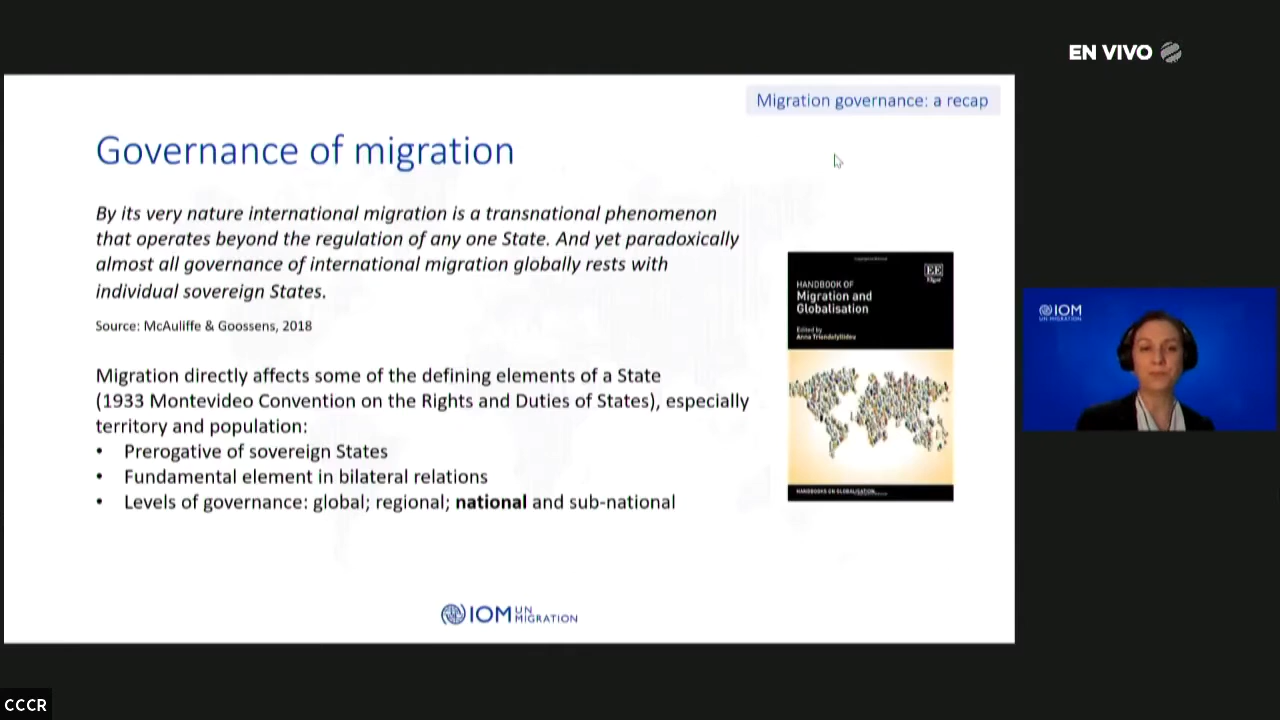 EN VIVO
Migration governance: a recap
Governance of migration
By its very nature international migration is a transnational phenomenon
that operates beyond the regulation of any one State. And yet paradoxically
almost all governance of international migration globally rests with
individual sovereign States.
Source: McAuliffe & Goossens, 2018
Migration directly affects some of the defining elements of a State
(1933 Montevideo Convention on the Rights and Duties of States), especially
territory and population:
• Prerogative of sovereign States
• Fundamental element in bilateral relations
• Levels of governance: global; regional; national and sub-national
EE
Elgar
HANDBOOK OF
Migration and
Globalisation
Edited by
Anna Triandafyllidou
HANDBOOKS ON GLOBALISATION
IOM
UN MIGRATION
IOM UN
MIGRATION
CCCR